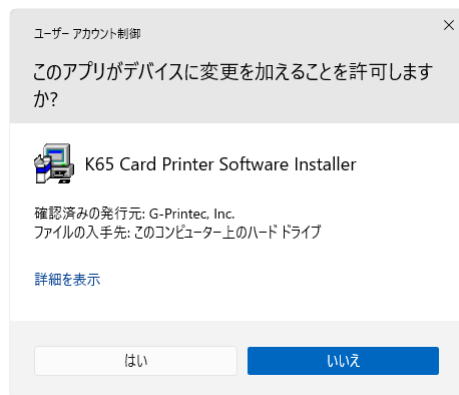 ユーザー アカウント制御
このアプリがデバイスに変更を加えることを許可します
か?
K65 Card Printer Software Installer
確認済みの発行元: G-Printec, Inc.
ファイルの入手先: このコンピューター上のハード ドライブ
詳細を表示
はい
いいえ